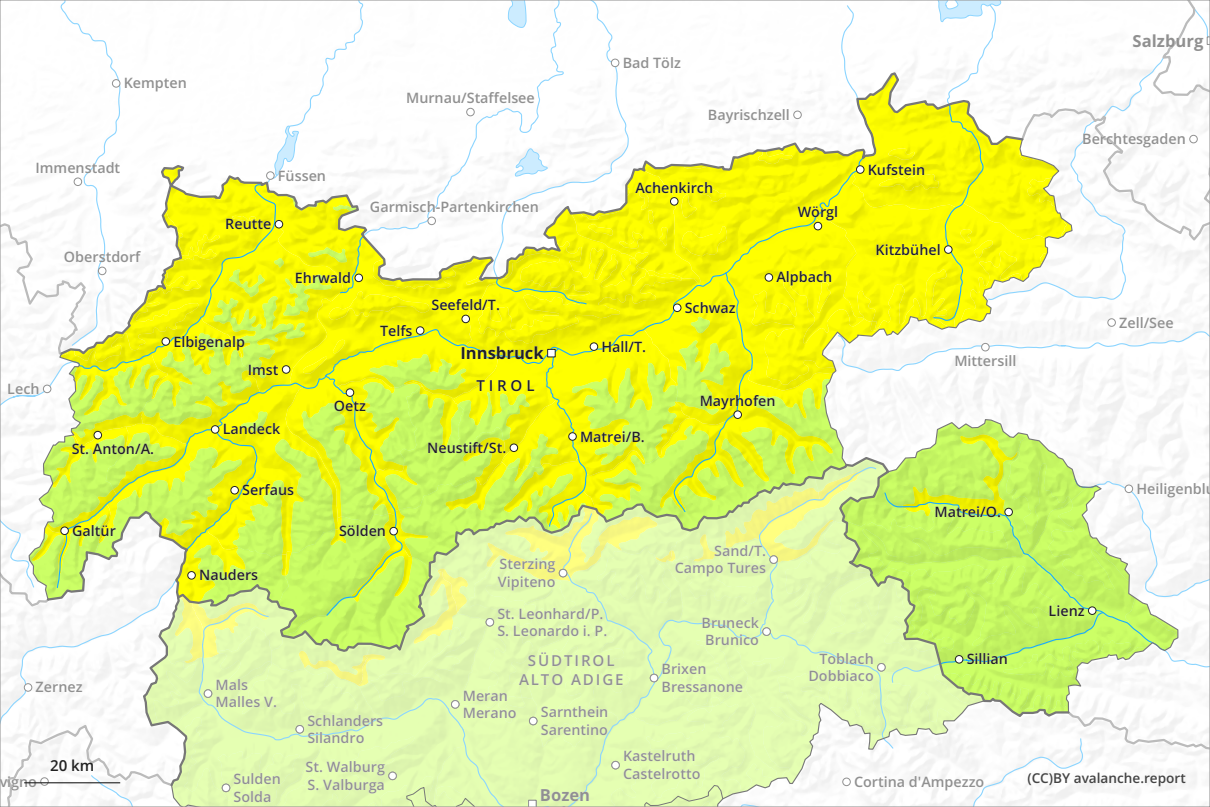 Salzburg
Bad Tölz
Kempten
Murnau/Staffelsee
Bayrischzell
Berchtesgaden
Immenstadt
Füssen
Kufstein
Achenkirch
Garmisch-Partenkirchen
Wörgl
Reutte
Kitzbühel
Oberstdorf
Ehrwald
Alpbach
Seefeld/T.
Schwaz
Zell/See
Telfs
Elbigenalp
Hall/T.
Innsbruck
Mittersill
Imst
TIROL
Lech
Oetz
Mayrhofen
Landeck
Matrei/B.
St. Anton/A.
Neustift/St.
Serfaus
Heiligenblu
Matrei/O.
Galtür
Sölden
Sand/T.
Campo Tures
Sterzing
Vipiteno
Nauders
St. Leonhard/P.
S. Leonardo i. P.
Lienz
Bruneck
Brunico
SÜDTIROL
ALTO ADIGE
Sillian
Toblach
Dobbiaco
Brixen
Bressanone
Zernez
Mals
Malles V.
Meran
Merano
Sarnthein
Sarentino
Schlanders
Silandro
Kastelruth
Castelrotto
20 km
St. Walburg
S. Valburga
vigno
Sulden
Solda
Cortina d'Ampezzo
(CC)BY avalanche.report
Bozen